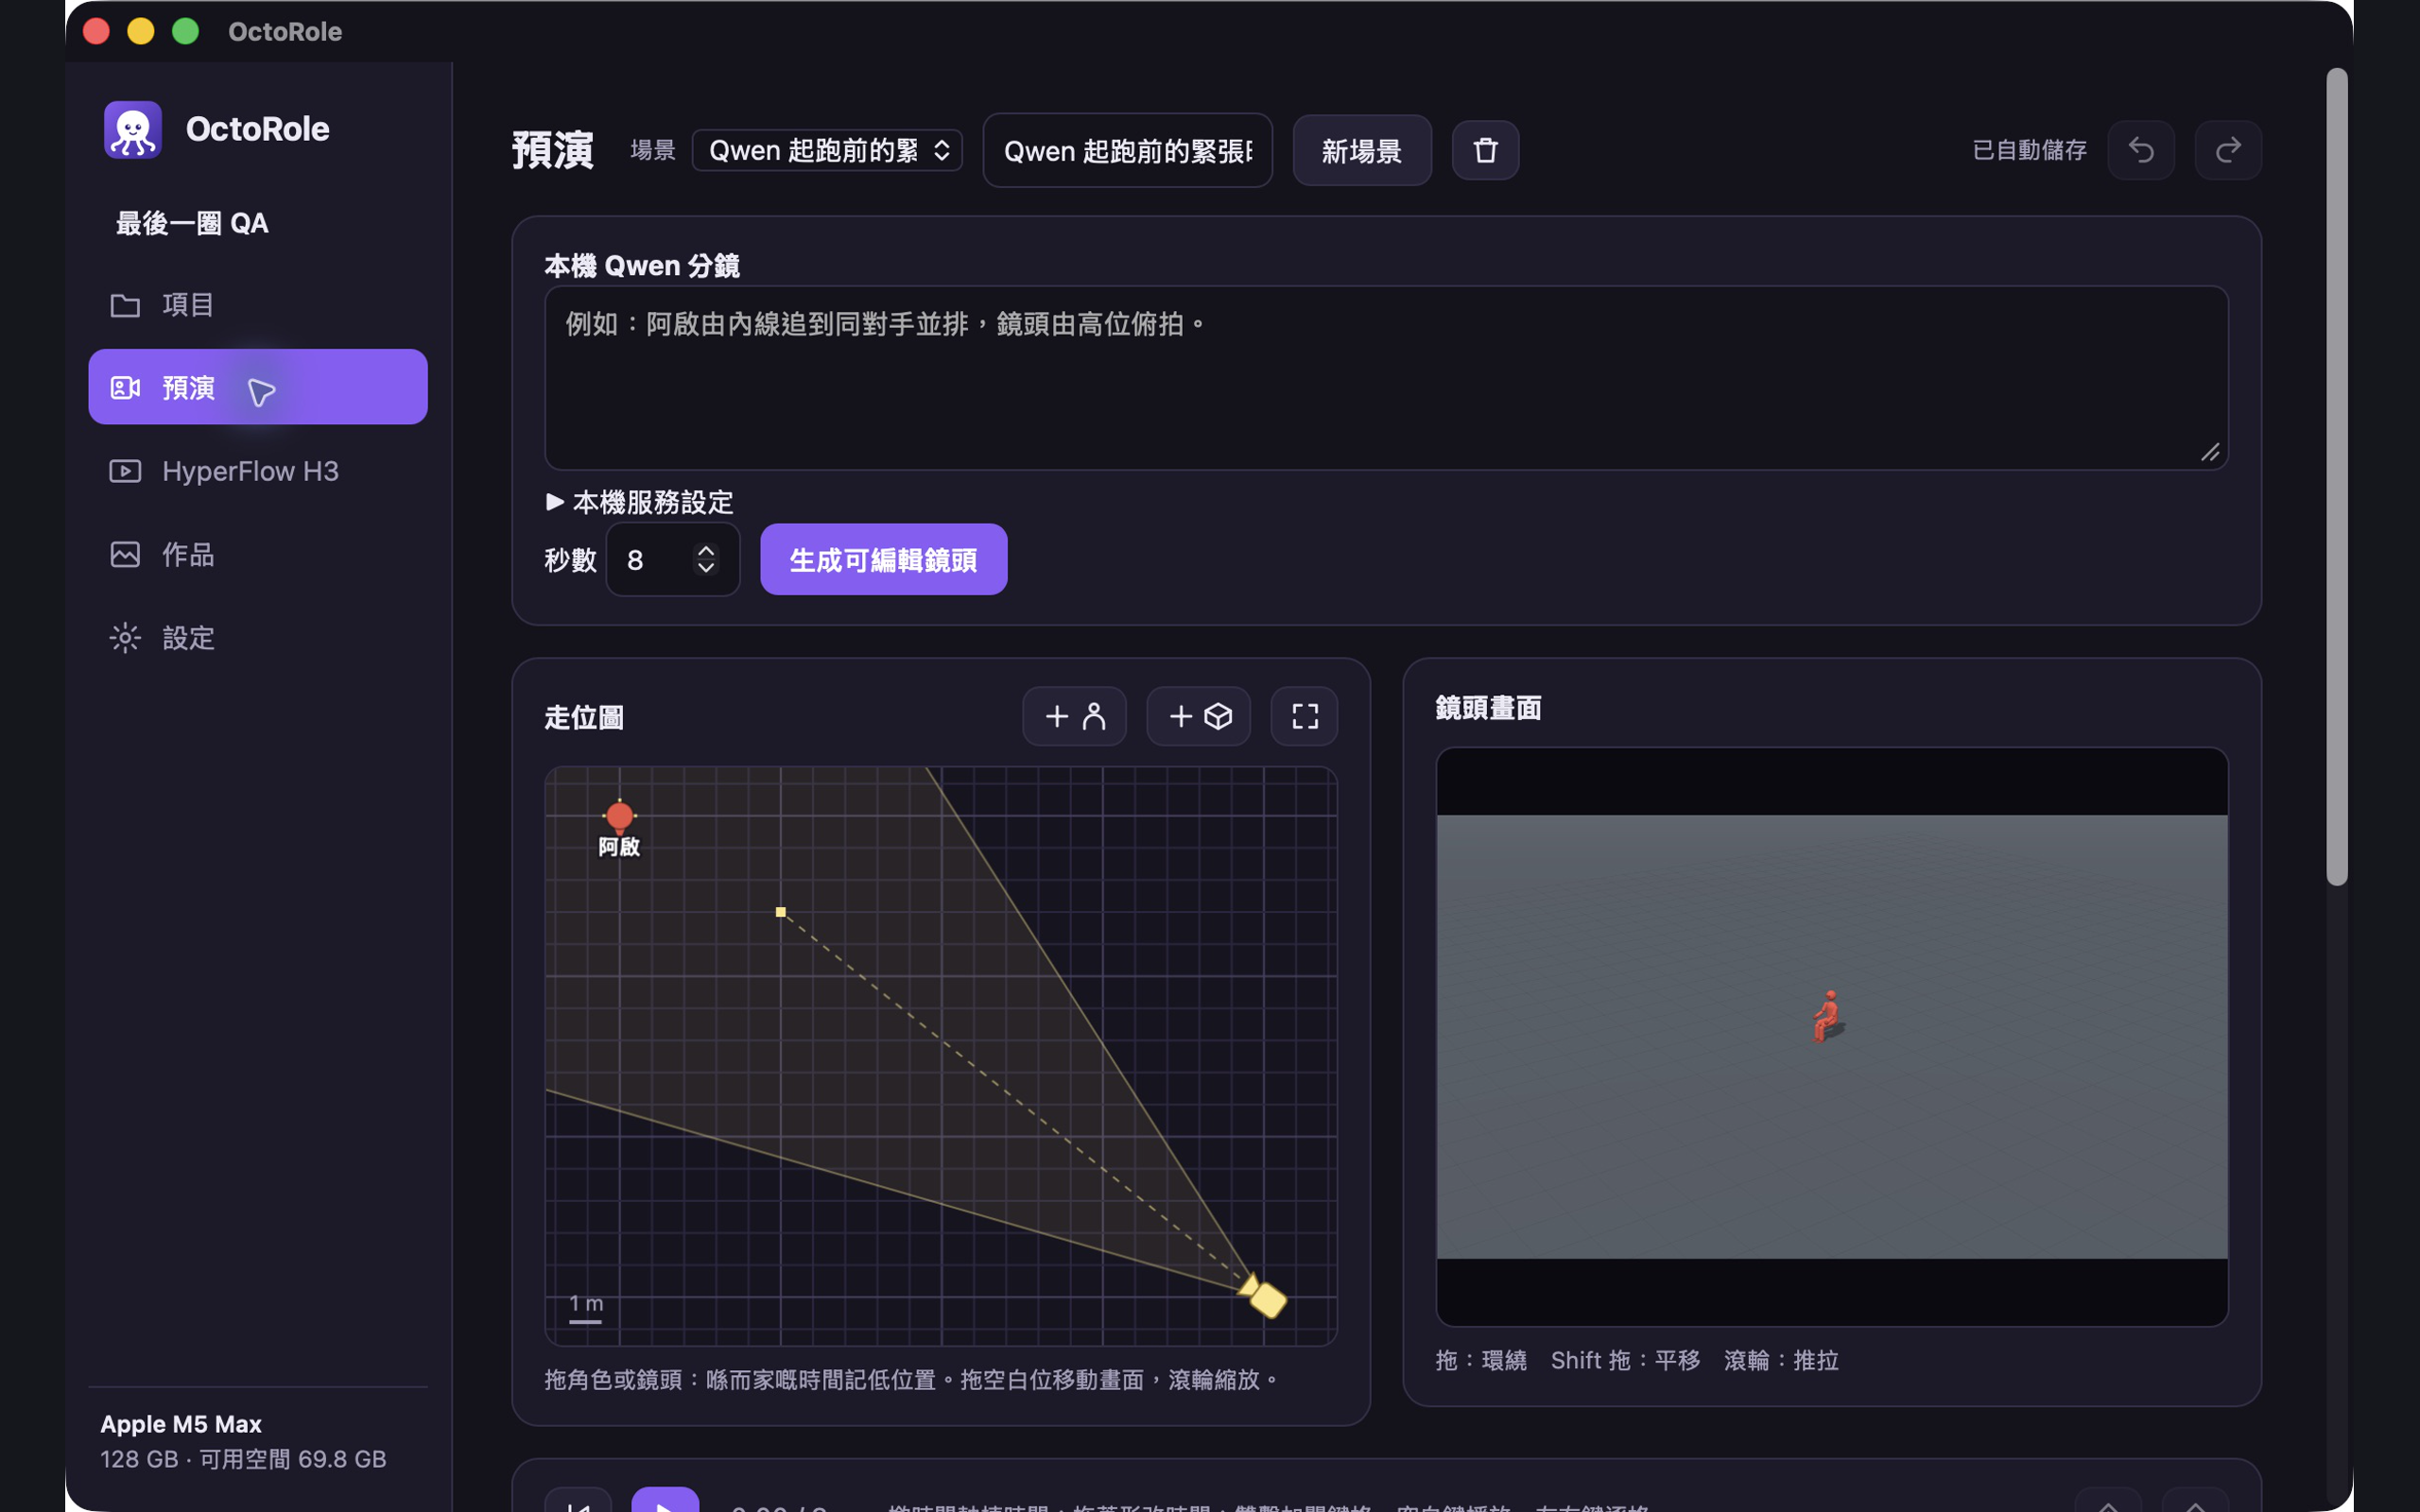 OctoRole
OctoRole
最後一圈 QA
項目
預演
HyperFlow H3
作品
設定
Apple M5 Max
128 GB · 可用空間 69.8 GB
預演 場景 Qwen 起跑前的緊 Qwen 起跑前的緊張 新場景 已自動儲存
本機 Qwen 分鏡
例如：阿啟由內線追到同對手並排，鏡頭由高位俯拍。
▶ 本機服務設定
秒數 8 生成可編輯鏡頭
走位圖
阿啟
1 m
拖角色或鏡頭：喺而家嘅時間記低位置。拖空白位移動畫面，滾輪縮放。
鏡頭畫面
拖：環繞 Shift 拖：平移 滾輪：推拉